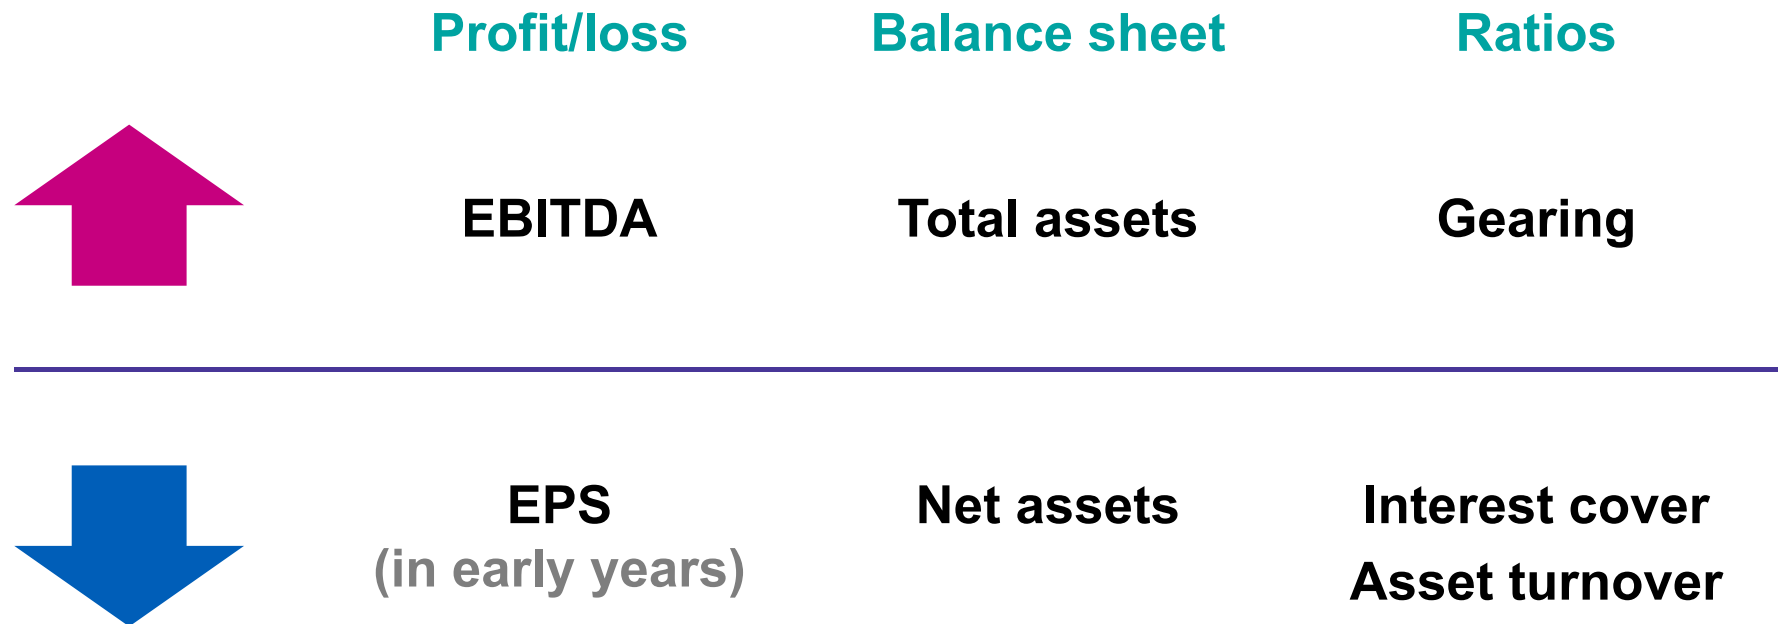 Profit/loss Balance sheet Ratios
EBITDA Total assets Gearing
EPS Net assets Interest cover
(in early years) Asset turnover